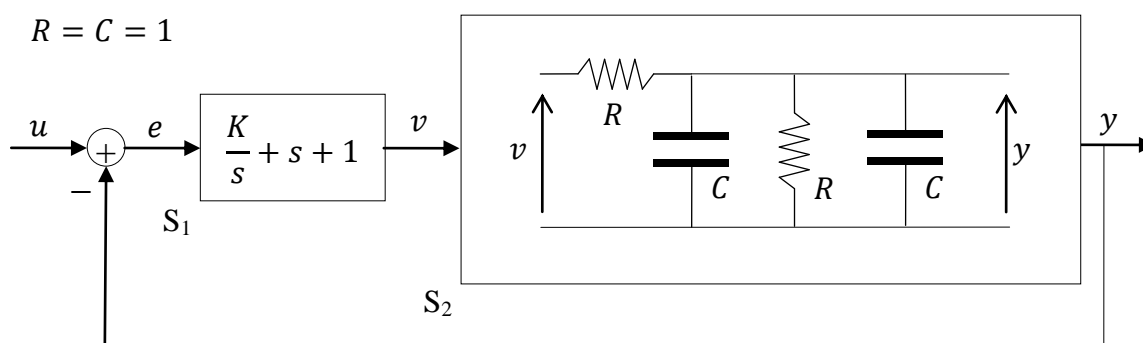 R = C = 1
u
e
K/s + s + 1
v
R
v
C
R
C
y
y
+
−
S₁
S₂